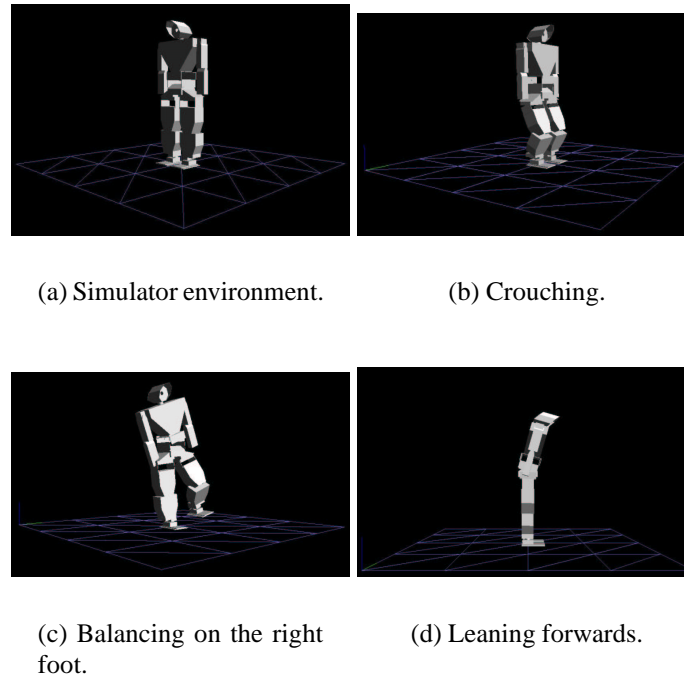 (a) Simulator environment.
(b) Crouching.
(c) Balancing on the right
foot.
(d) Leaning forwards.